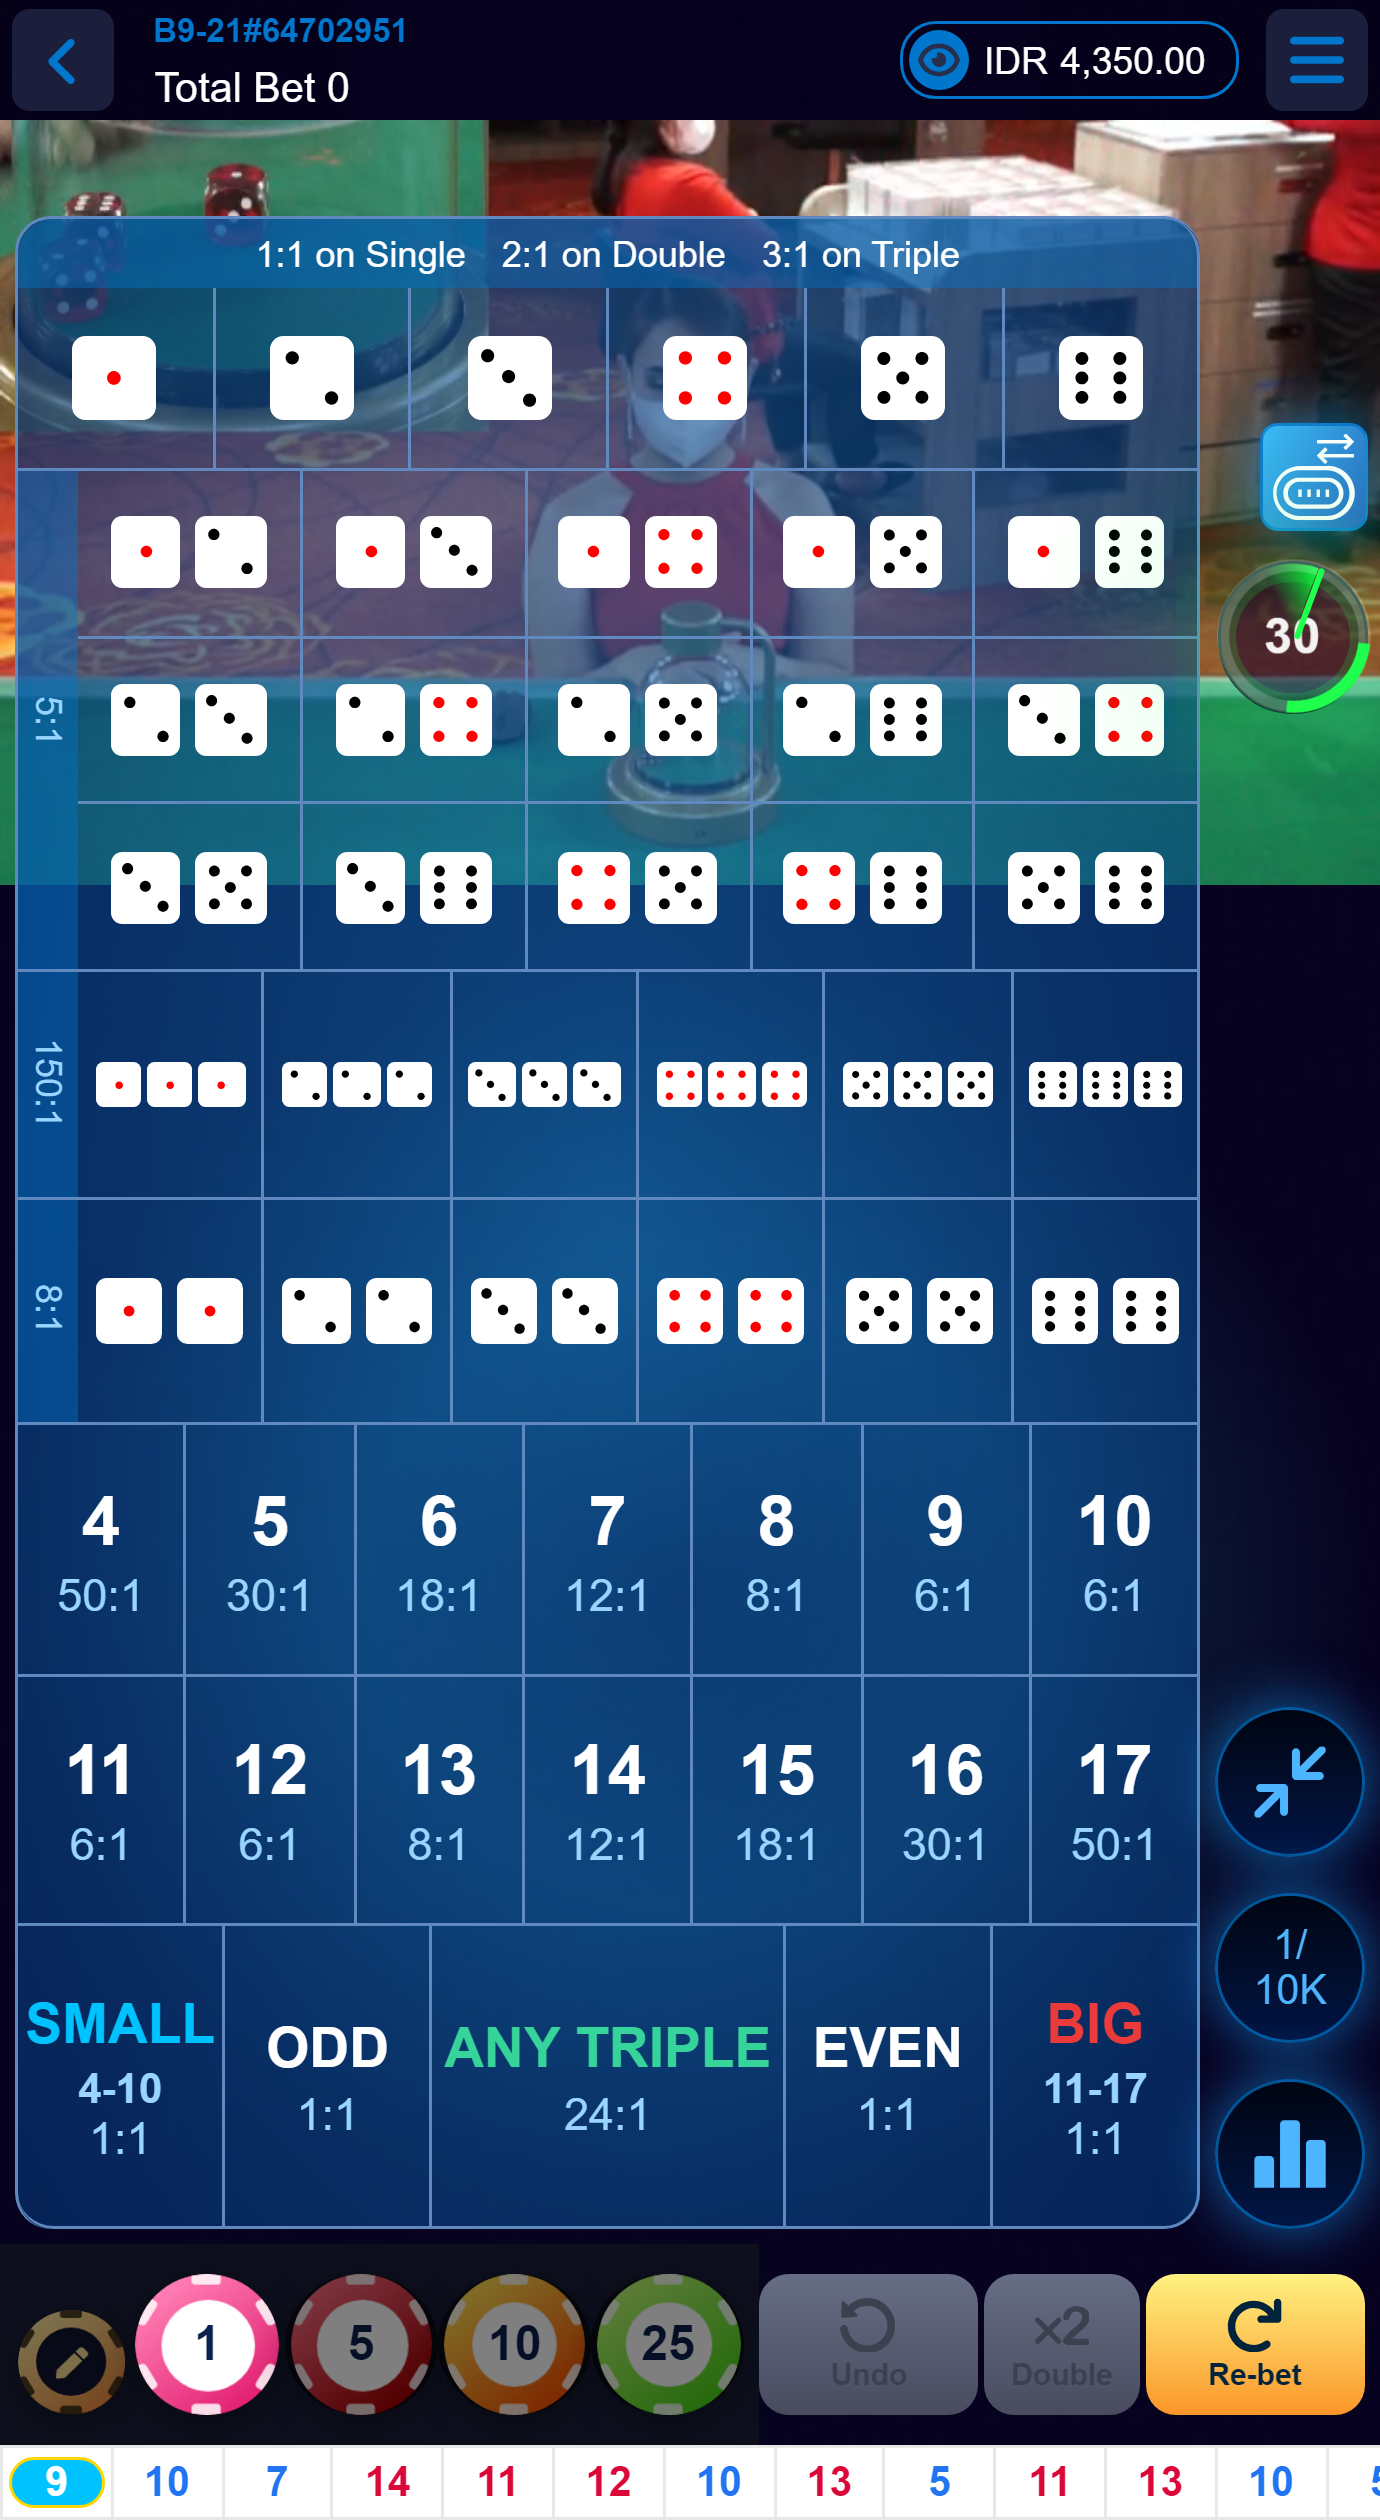 B9-21#64702951
Total Bet 0
IDR 4,350.00
1:1 on Single 2:1 on Double 3:1 on Triple
30
5:1
150:1
8:1
4 5 6 7 8 9 10
50:1 30:1 18:1 12:1 8:1 6:1 6:1
11 12 13 14 15 16 17
6:1 6:1 8:1 12:1 18:1 30:1 50:1
1/
10K
SMALL
4-10
1:1
ODD
1:1
ANY TRIPLE
24:1
EVEN
1:1
BIG
11-17
1:1
1 5 10 25
Undo
x2
Double
Re-bet
9 10 7 14 11 12 10 13 5 11 13 10